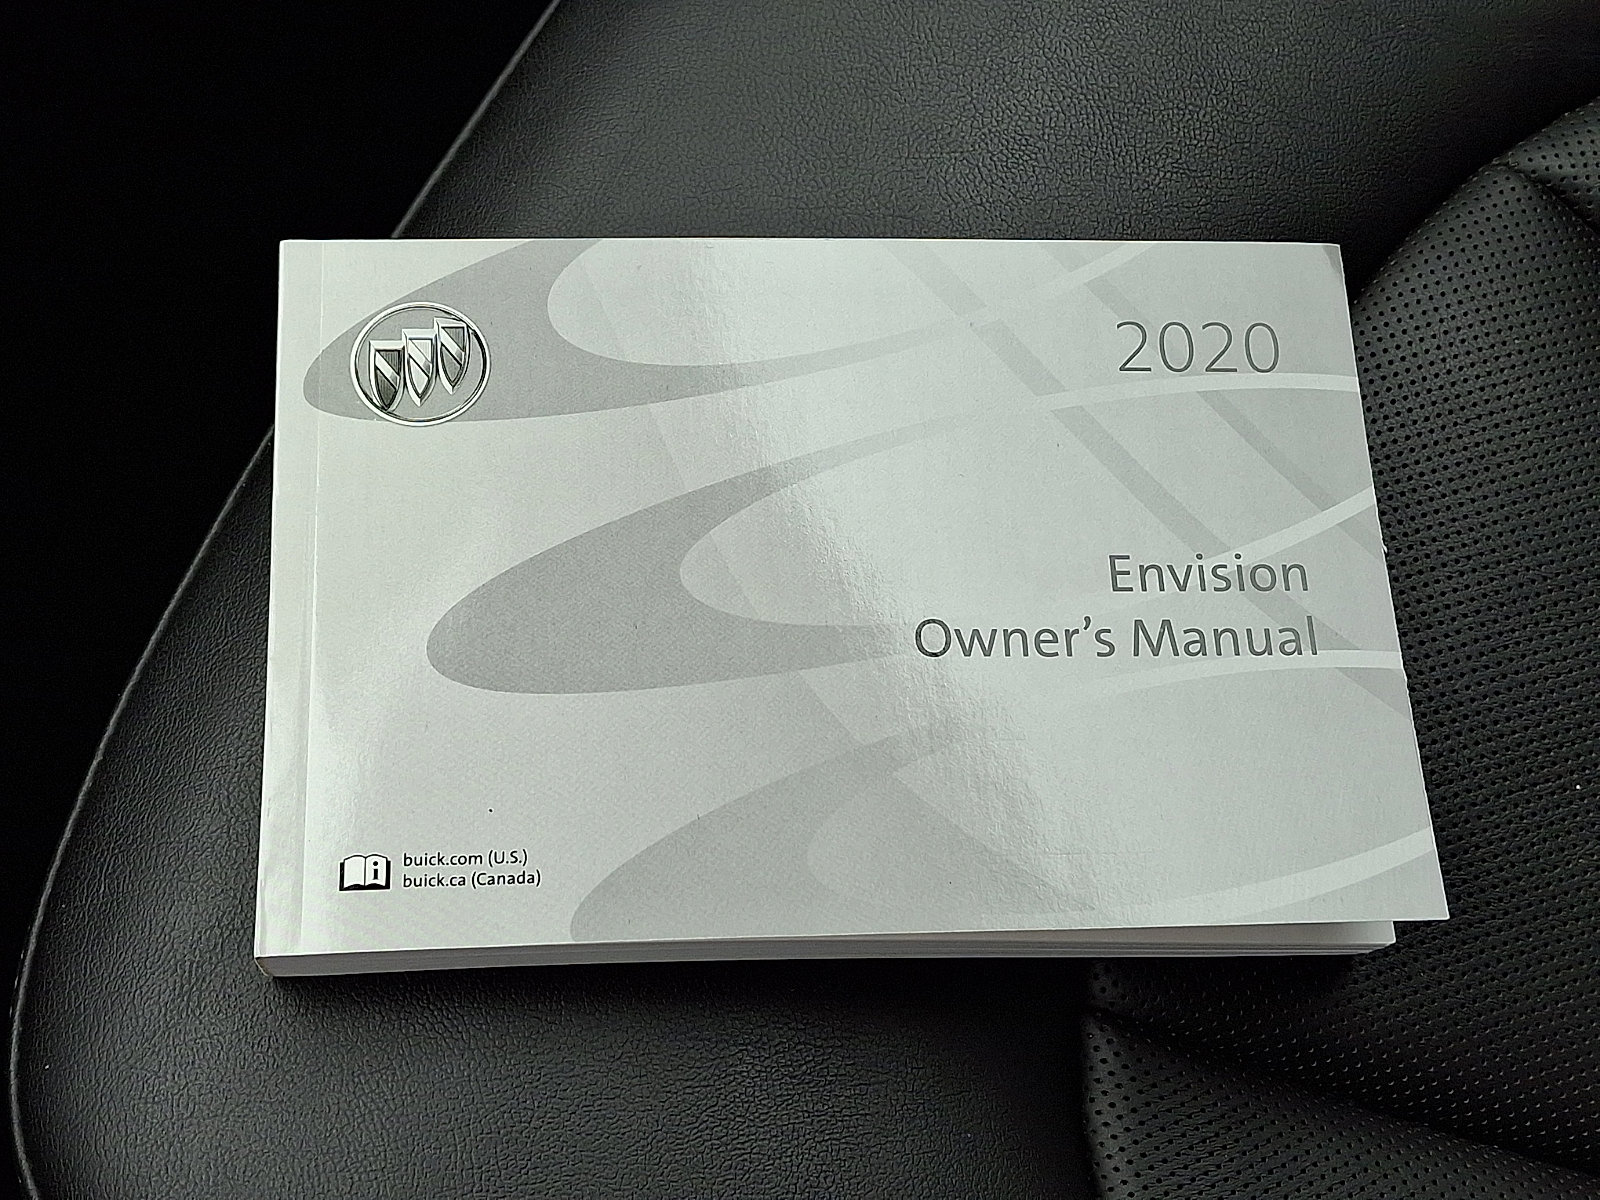 2020
Envision
Owner's Manual
buick.com (U.S.)
buick.ca (Canada)